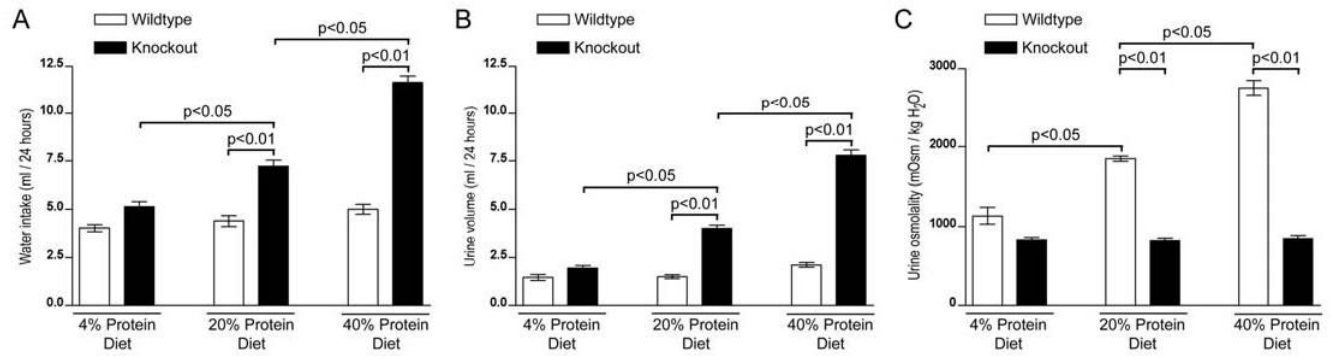 A
Wildtype
Knockout
p<0.05
p<0.01
p<0.05
p<0.01
Water intake (ml / 24 hours)
12.5
10.0
7.5
5.0
2.5
0.0
4% Protein
Diet
20% Protein
Diet
40% Protein
Diet
B
Wildtype
Knockout
p<0.05
p<0.01
p<0.05
p<0.01
Urine volume (ml / 24 hours)
12.5
10.0
7.5
5.0
2.5
0.0
4% Protein
Diet
20% Protein
Diet
40% Protein
Diet
C
Wildtype
Knockout
p<0.05
p<0.01
p<0.01
p<0.05
Urine osmolality (mOsm / kg H₂O)
3000
2000
1000
0
4% Protein
Diet
20% Protein
Diet
40% Protein
Diet